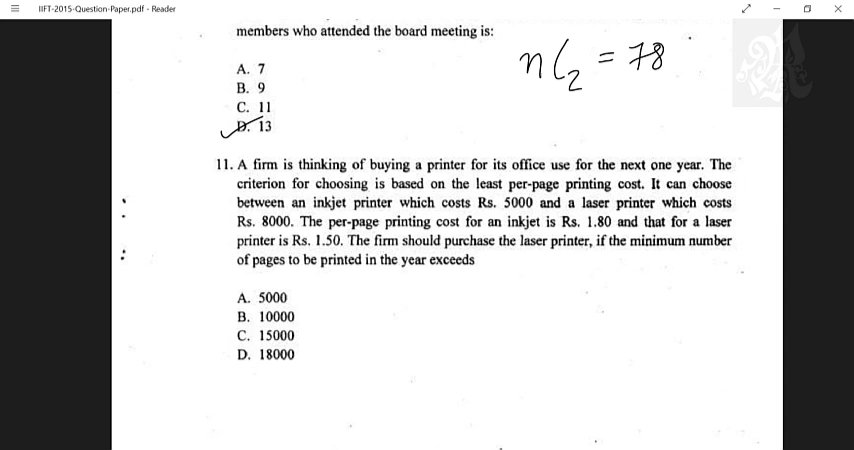 IIFT-2015-Question-Paper.pdf - Reader
members who attended the board meeting is:
nC₂ = 78
A. 7
B. 9
C. 11
D. 13
11. A firm is thinking of buying a printer for its office use for the next one year. The
criterion for choosing is based on the least per-page printing cost. It can choose
between an inkjet printer which costs Rs. 5000 and a laser printer which costs
Rs. 8000. The per-page printing cost for an inkjet is Rs. 1.80 and that for a laser
printer is Rs. 1.50. The firm should purchase the laser printer, if the minimum number
of pages to be printed in the year exceeds
A. 5000
B. 10000
C. 15000
D. 18000